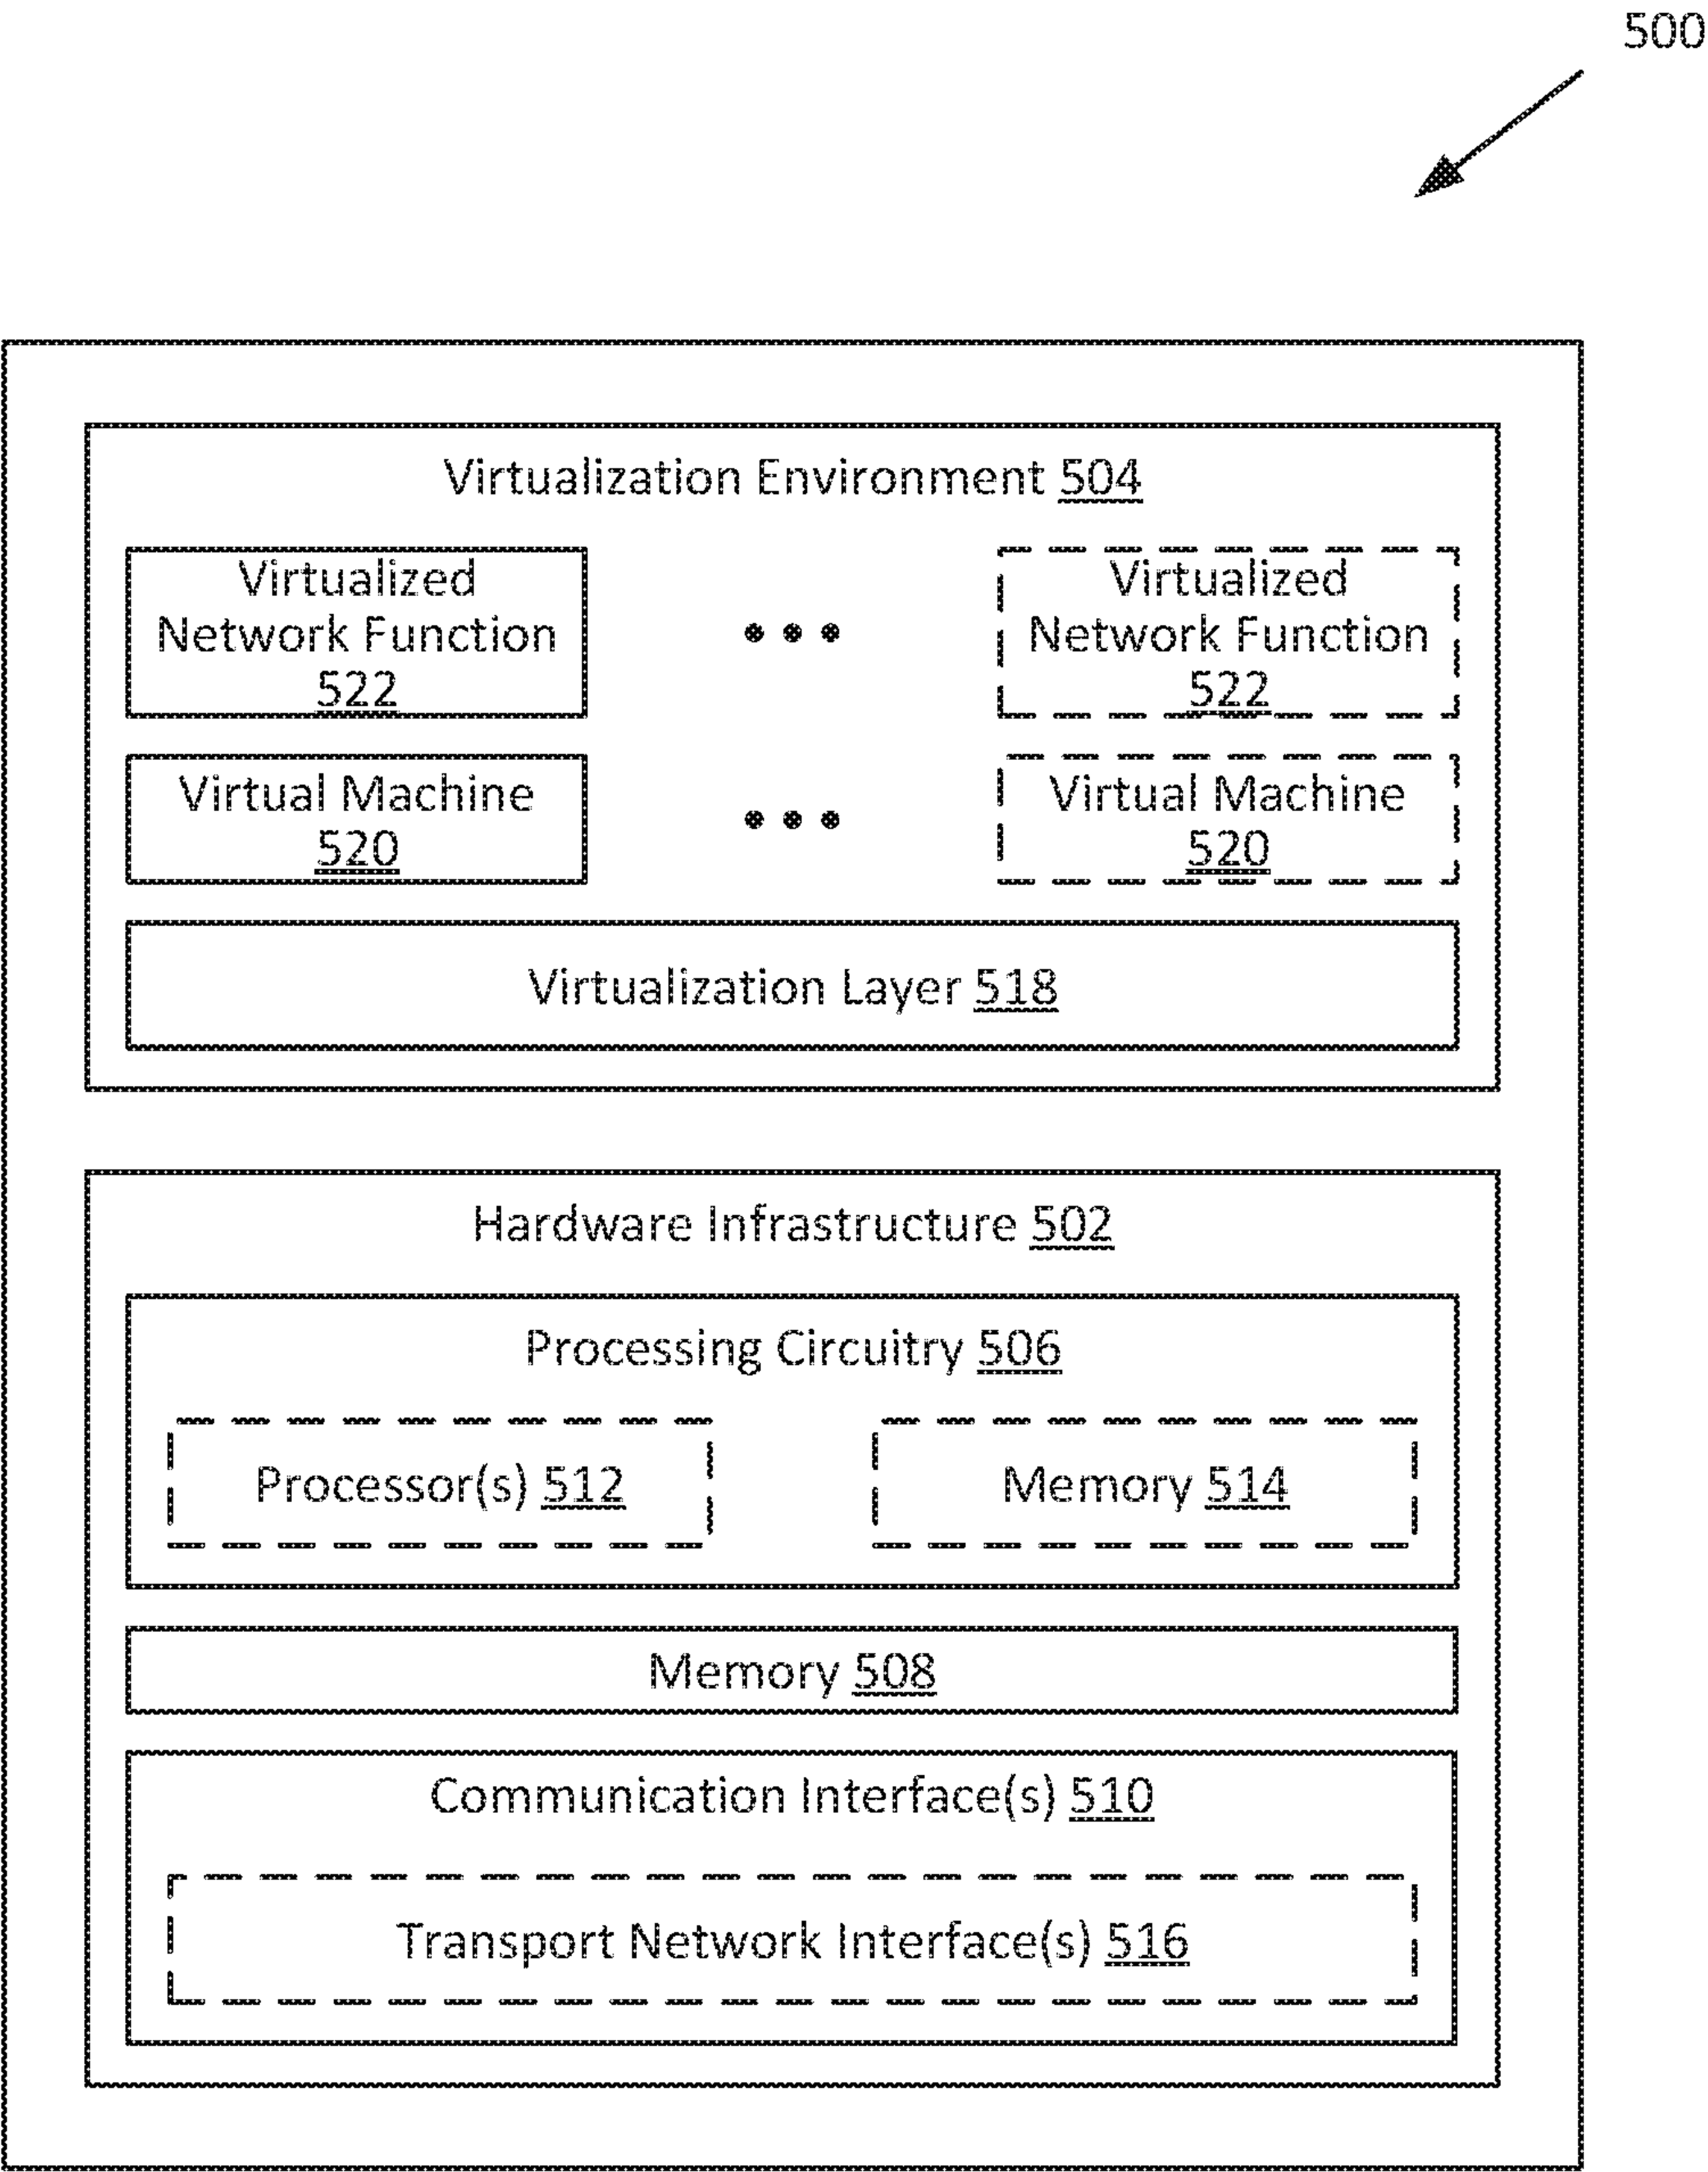 500
Virtualization Environment 504
Virtualized
Network Function
522
Virtualized
Network Function
522
Virtual Machine
520
Virtual Machine
520
Virtualization Layer 518
Hardware Infrastructure 502
Processing Circuitry 506
Processor(s) 512
Memory 514
Memory 508
Communication Interface(s) 510
Transport Network Interface(s) 516